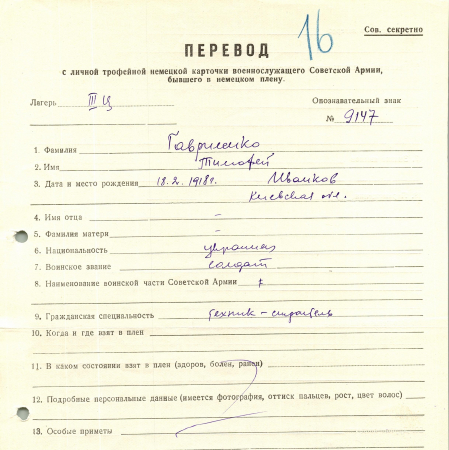 16
Сов. секретно
ПЕРЕВОД
с личной трофейной немецкой карточки военнослужащего Советской Армии,
бывшего в немецком плену.
Лагерь III Ц
Опознавательный знак
№ 9147
1. Фамилия Гавриленко
2. Имя Тимофей
3. Дата и место рождения 18.2.1918г. Иванков
Киевская обл.
4. Имя отца –
5. Фамилия матери –
6. Национальность украинец
7. Воинское звание солдат
8. Наименование воинской части Советской Армии
9. Гражданская специальность техник – строитель
10. Когда и где взят в плен
11. В каком состоянии взят в плен (здоров, болен, ранен)
12. Подробные персональные данные (имеется фотография, оттиск пальцев, рост, цвет волос)
13. Особые приметы